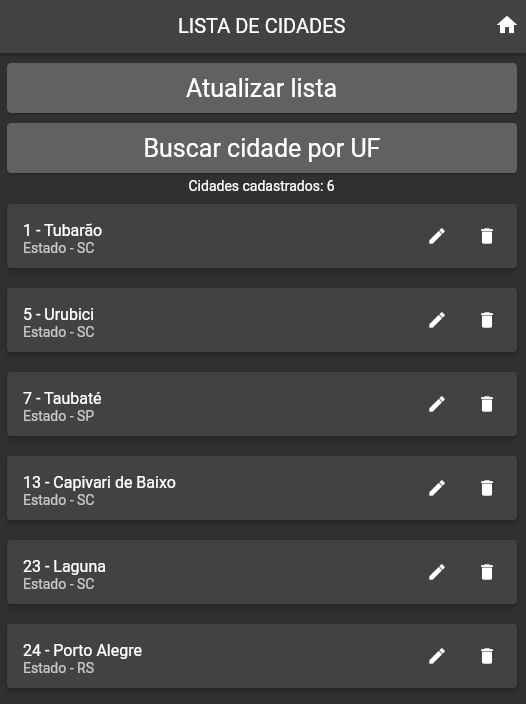 LISTA DE CIDADES
Atualizar lista
Buscar cidade por UF
Cidades cadastrados: 6
1 - Tubarão
Estado - SC
5 - Urubici
Estado - SC
7 - Taubaté
Estado - SP
13 - Capivari de Baixo
Estado - SC
23 - Laguna
Estado - SC
24 - Porto Alegre
Estado - RS